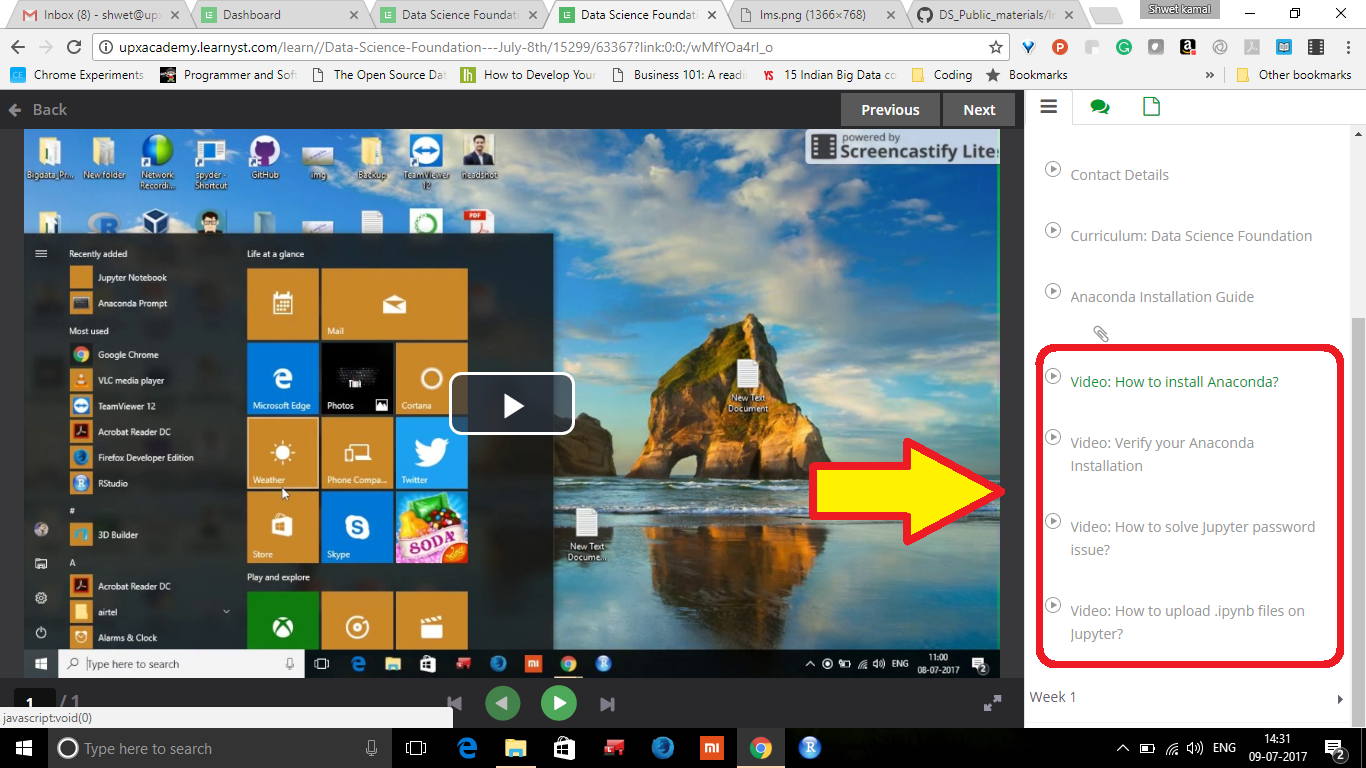 Inbox (8) - shwet@up
Dashboard
Data Science Foundat
Data Science Foundat
lms.png (1366×768)
DS_Public_materials/In
Shwet kamal
upxacademy.learnyst.com/learn//Data-Science-Foundation---July-8th/15299/63367?link:0:0:/wMfYOa4rI_o
Chrome Experiments
Programmer and Soft
The Open Source Dat
How to Develop Your
Business 101: A readi
15 Indian Big Data co
Coding
Bookmarks
»
Other bookmarks
Back
Previous
Next
powered by
Screencastify Lite
Bigdata_Pr...
New folder
Network Recordi...
spyder - Shortcut
GitHub
img
Backup
TeamViewer 12
headshot
PDF
Recently added
Jupyter Notebook
Anaconda Prompt
Most used
Google Chrome
VLC media player
TeamViewer 12
Acrobat Reader DC
Firefox Developer Edition
RStudio
#
3D Builder
A
Acrobat Reader DC
airtel
Alarms & Clock
Life at a glance
Mail
Microsoft Edge
Photos
Cortana
Weather
Phone Compa...
Twitter
Store
Skype
SODA
Play and explore
New Text
Document
New Text
Docume...
Type here to search
ENG
11:00
08-07-2017
2
1 / 1
javascript:void(0)
Contact Details
Curriculum: Data Science Foundation
Anaconda Installation Guide
Video: How to install Anaconda?
Video: Verify your Anaconda
Installation
Video: How to solve Jupyter password
issue?
Video: How to upload .ipynb files on
Jupyter?
Week 1
Type here to search
ENG
14:31
09-07-2017
2